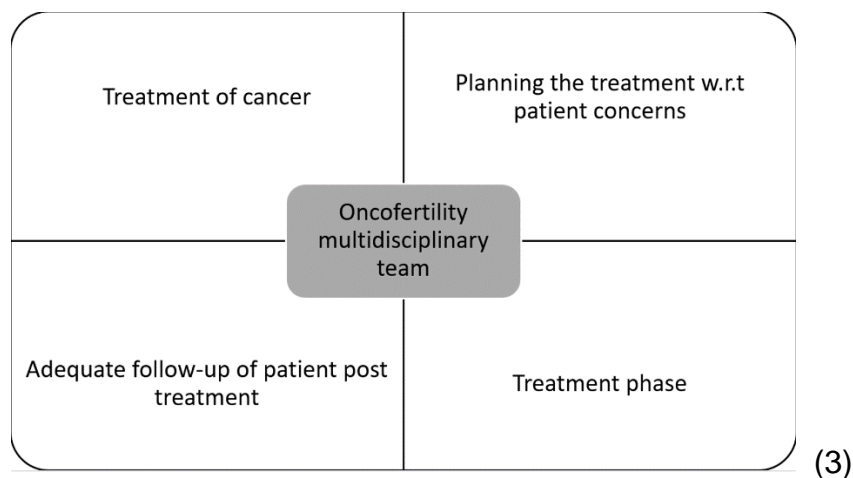 Treatment of cancer
Planning the treatment w.r.t
patient concerns
Oncofertility
multidisciplinary
team
Adequate follow-up of patient post
treatment
Treatment phase
(3)